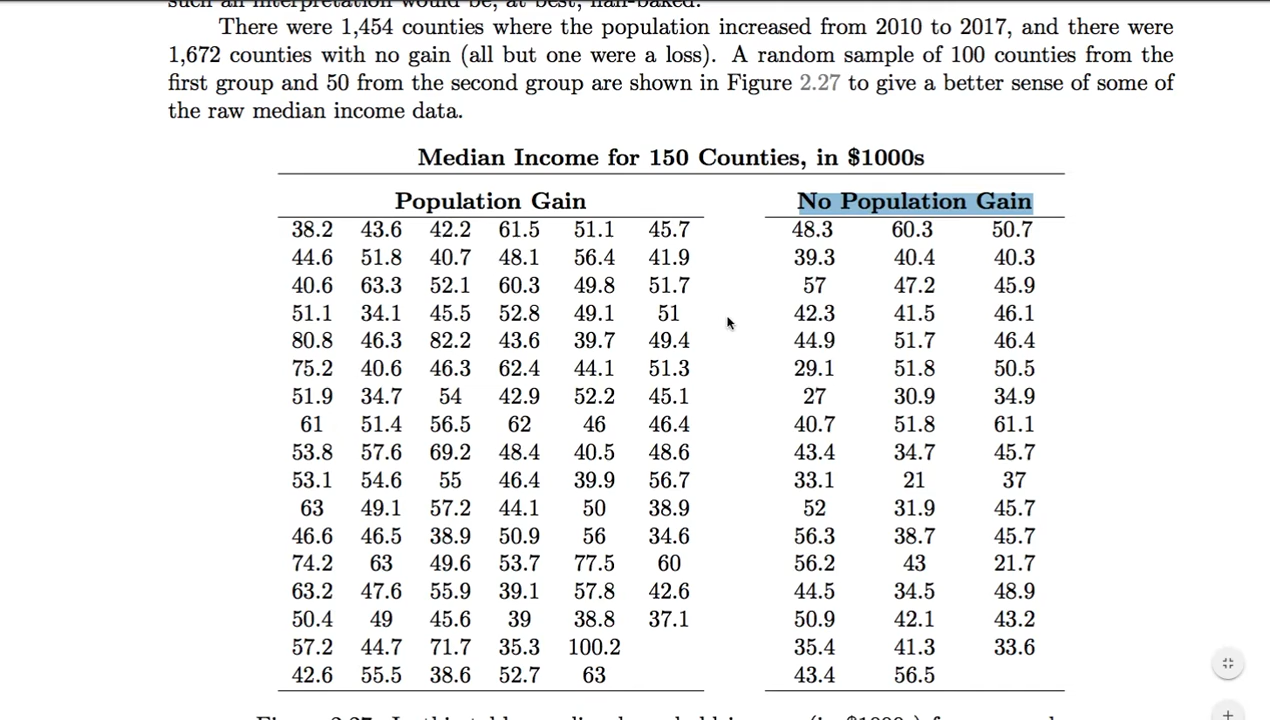 There were 1,454 counties where the population increased from 2010 to 2017, and there were
1,672 counties with no gain (all but one were a loss). A random sample of 100 counties from the
first group and 50 from the second group are shown in Figure 2.27 to give a better sense of some of
the raw median income data.
Median Income for 150 Counties, in $1000s
Population Gain No Population Gain
38.2 43.6 42.2 61.5 51.1 45.7 48.3 60.3 50.7
44.6 51.8 40.7 48.1 56.4 41.9 39.3 40.4 40.3
40.6 63.3 52.1 60.3 49.8 51.7 57 47.2 45.9
51.1 34.1 45.5 52.8 49.1 51 42.3 41.5 46.1
80.8 46.3 82.2 43.6 39.7 49.4 44.9 51.7 46.4
75.2 40.6 46.3 62.4 44.1 51.3 29.1 51.8 50.5
51.9 34.7 54 42.9 52.2 45.1 27 30.9 34.9
61 51.4 56.5 62 46 46.4 40.7 51.8 61.1
53.8 57.6 69.2 48.4 40.5 48.6 43.4 34.7 45.7
53.1 54.6 55 46.4 39.9 56.7 33.1 21 37
63 49.1 57.2 44.1 50 38.9 52 31.9 45.7
46.6 46.5 38.9 50.9 56 34.6 56.3 38.7 45.7
74.2 63 49.6 53.7 77.5 60 56.2 43 21.7
63.2 47.6 55.9 39.1 57.8 42.6 44.5 34.5 48.9
50.4 49 45.6 39 38.8 37.1 50.9 42.1 43.2
57.2 44.7 71.7 35.3 100.2 35.4 41.3 33.6
42.6 55.5 38.6 52.7 63 43.4 56.5